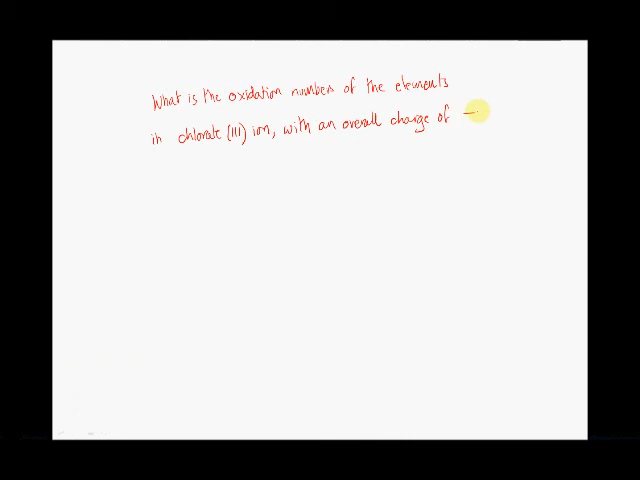 What is the oxidation number of the elements
in chlorate (III) ion, with an overall charge of -